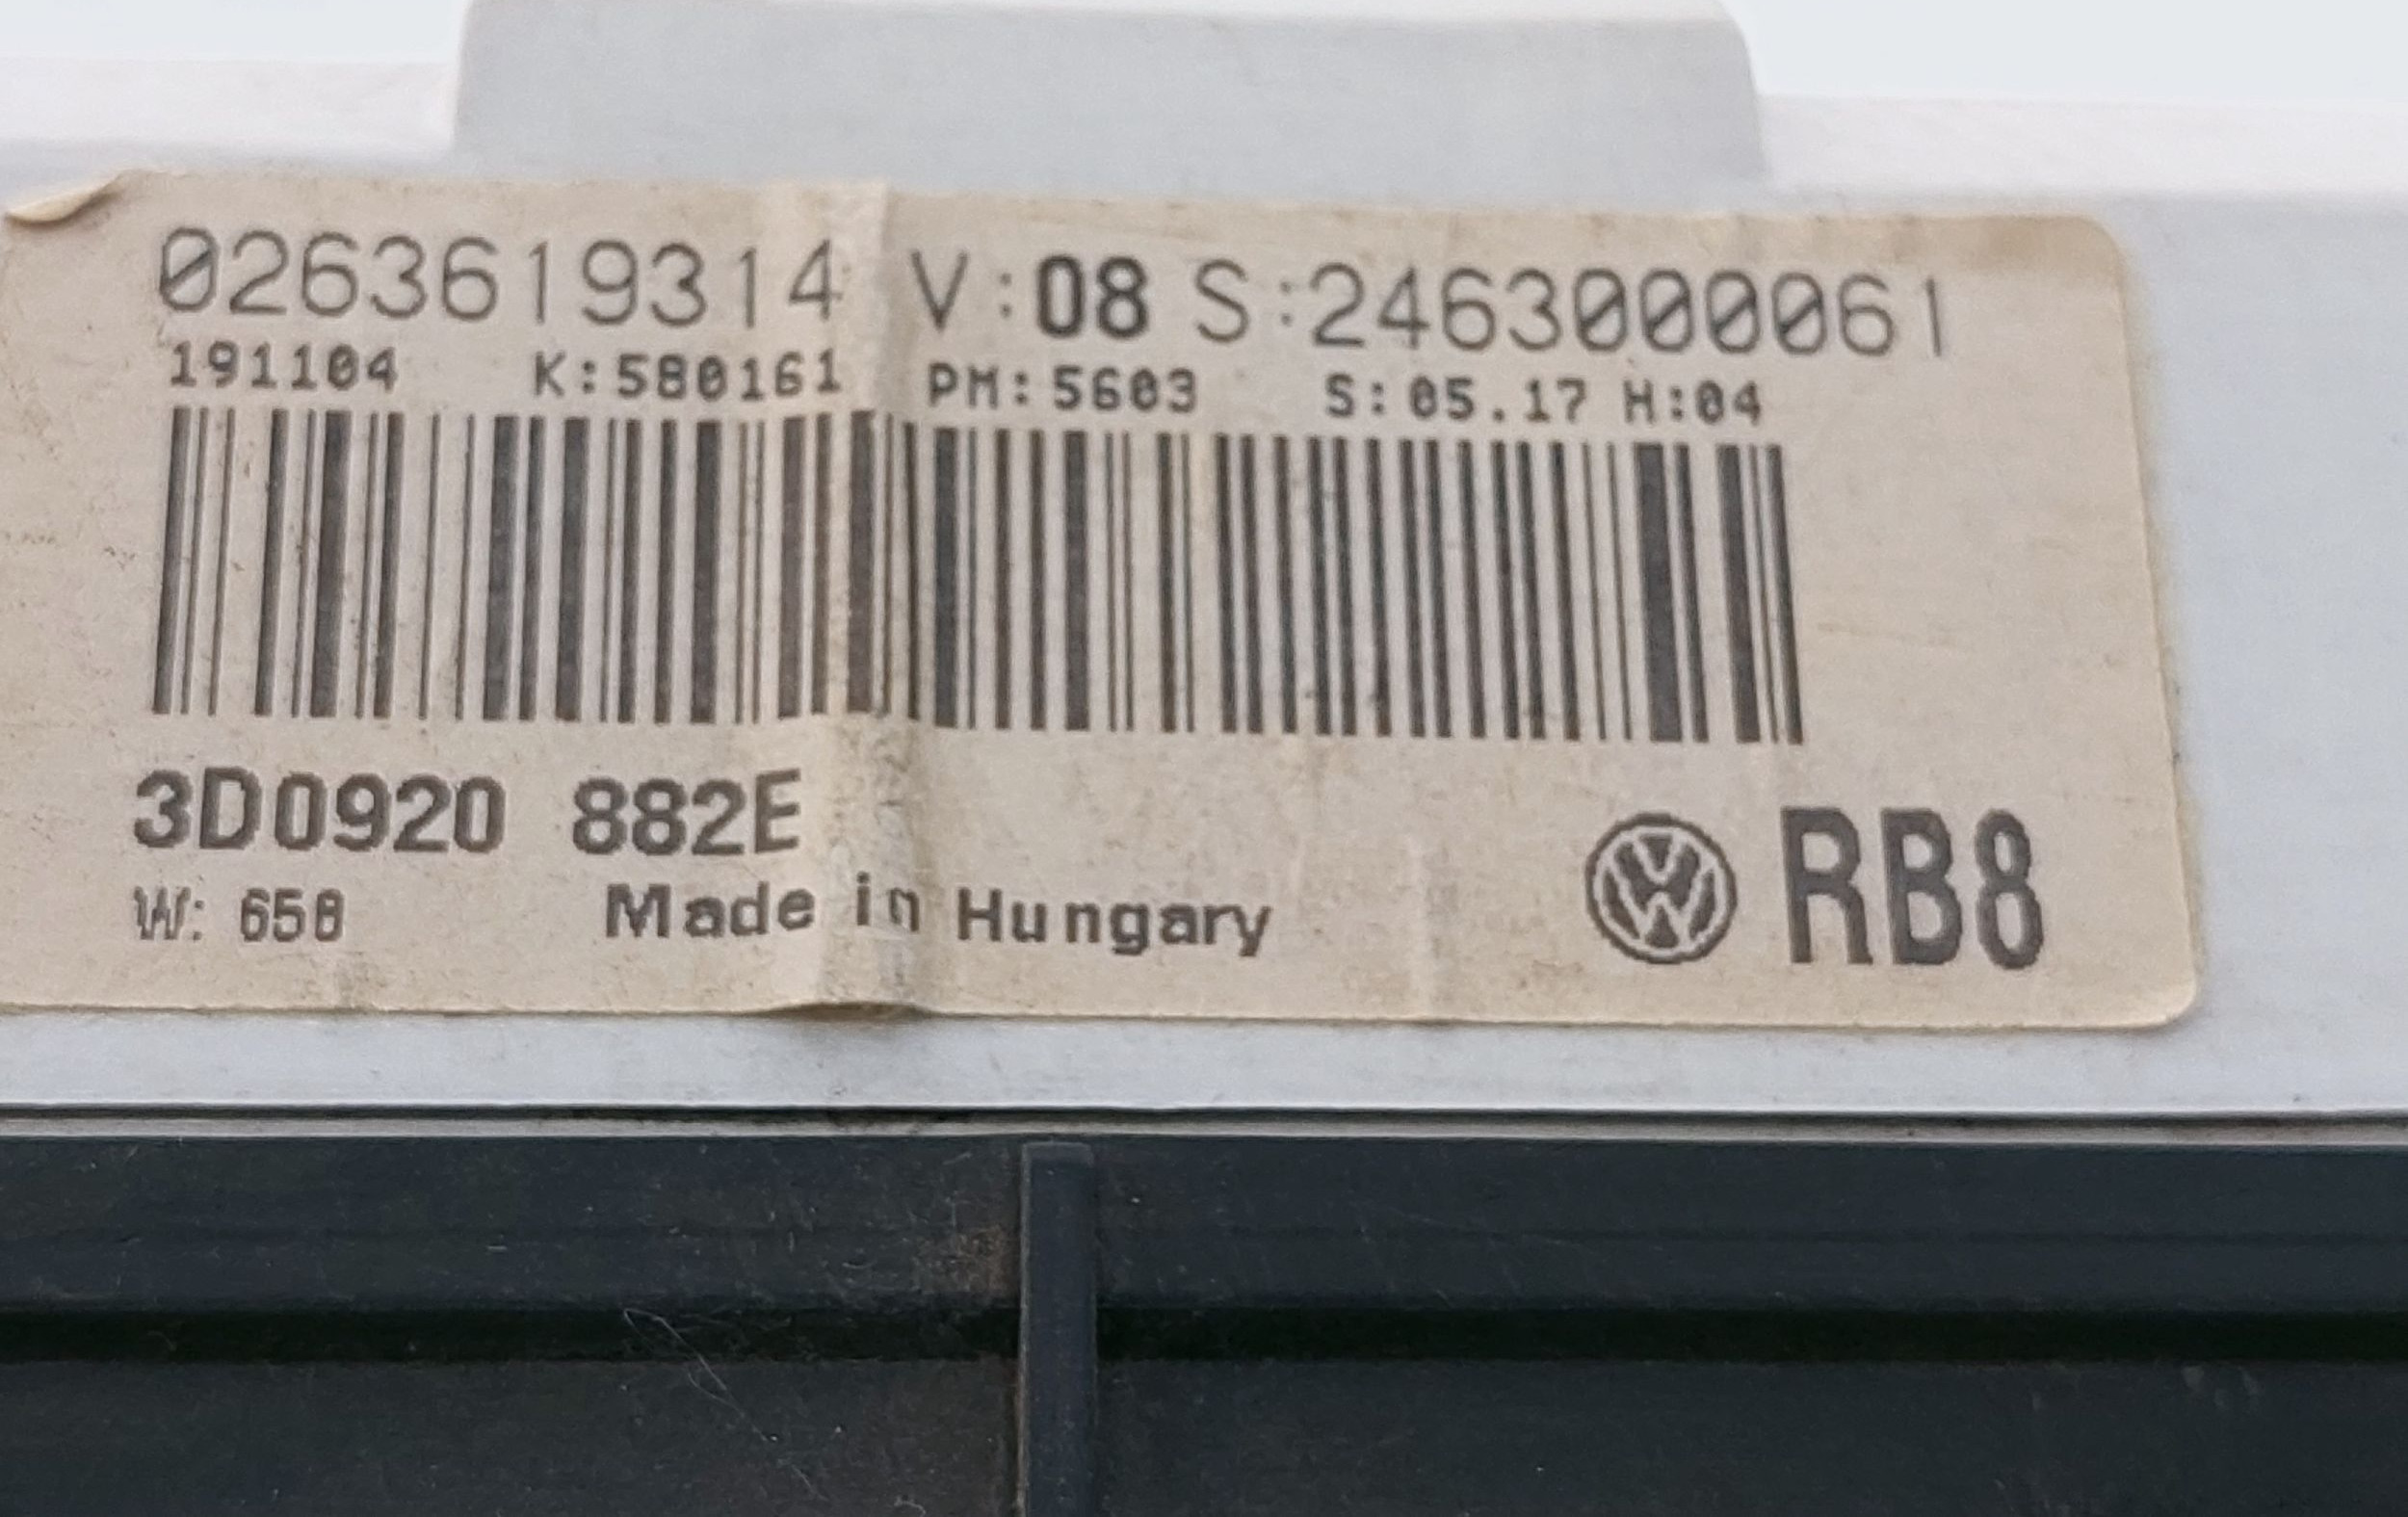 0263619314 V:08 S:2463000061
191104 K:580161 PM:5603 S:05.17 H:04
3D0920 882E
W: 658 Made in Hungary
RB8